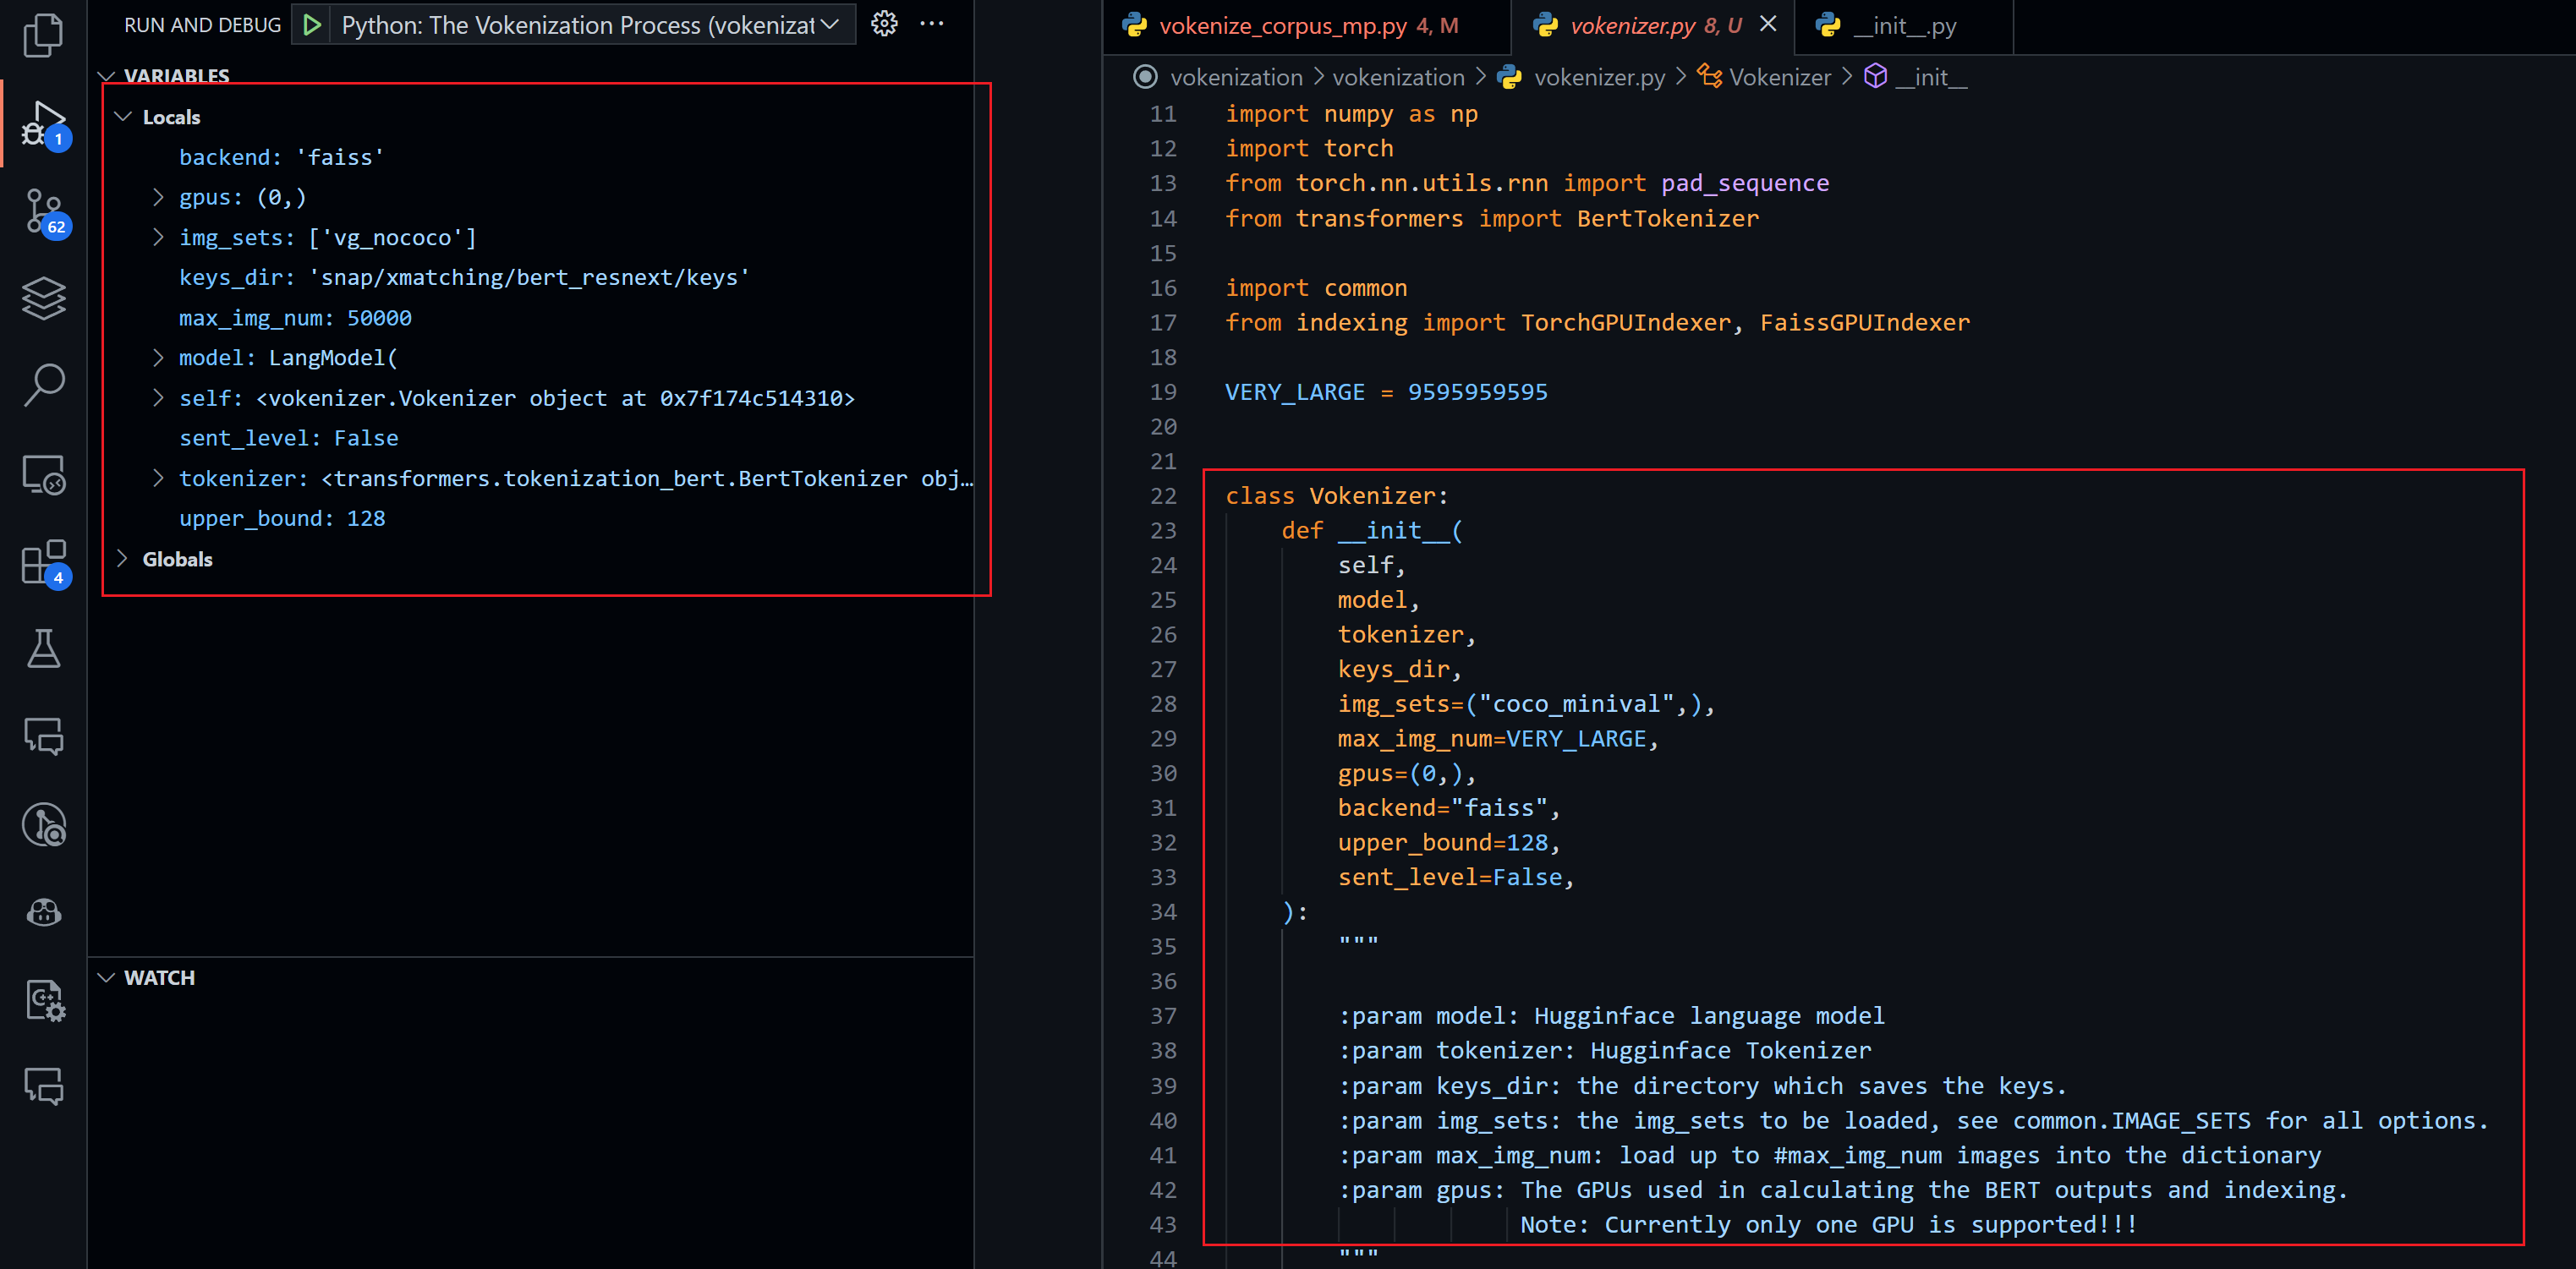 RUN AND DEBUG Python: The Vokenization Process (vokenizat
VARIABLES
Locals
backend: 'faiss'
gpus: (0,)
img_sets: ['vg_nococo']
keys_dir: 'snap/xmatching/bert_resnext/keys'
max_img_num: 50000
model: LangModel(
self: <vokenizer.Vokenizer object at 0x7f174c514310>
sent_level: False
tokenizer: <transformers.tokenization_bert.BertTokenizer obj…
upper_bound: 128
Globals
WATCH
1
62
4
vokenize_corpus_mp.py 4, M vokenizer.py 8, U __init__.py
vokenization > vokenization > vokenizer.py > Vokenizer > __init__
11 import numpy as np
12 import torch
13 from torch.nn.utils.rnn import pad_sequence
14 from transformers import BertTokenizer
15
16 import common
17 from indexing import TorchGPUIndexer, FaissGPUIndexer
18
19 VERY_LARGE = 9595959595
20
21
22 class Vokenizer:
23 def __init__(
24 self,
25 model,
26 tokenizer,
27 keys_dir,
28 img_sets=("coco_minival",),
29 max_img_num=VERY_LARGE,
30 gpus=(0,),
31 backend="faiss",
32 upper_bound=128,
33 sent_level=False,
34 ):
35 """
36
37 :param model: Hugginface language model
38 :param tokenizer: Hugginface Tokenizer
39 :param keys_dir: the directory which saves the keys.
40 :param img_sets: the img_sets to be loaded, see common.IMAGE_SETS for all options.
41 :param max_img_num: load up to #max_img_num images into the dictionary
42 :param gpus: The GPUs used in calculating the BERT outputs and indexing.
43 Note: Currently only one GPU is supported!!!
44 """